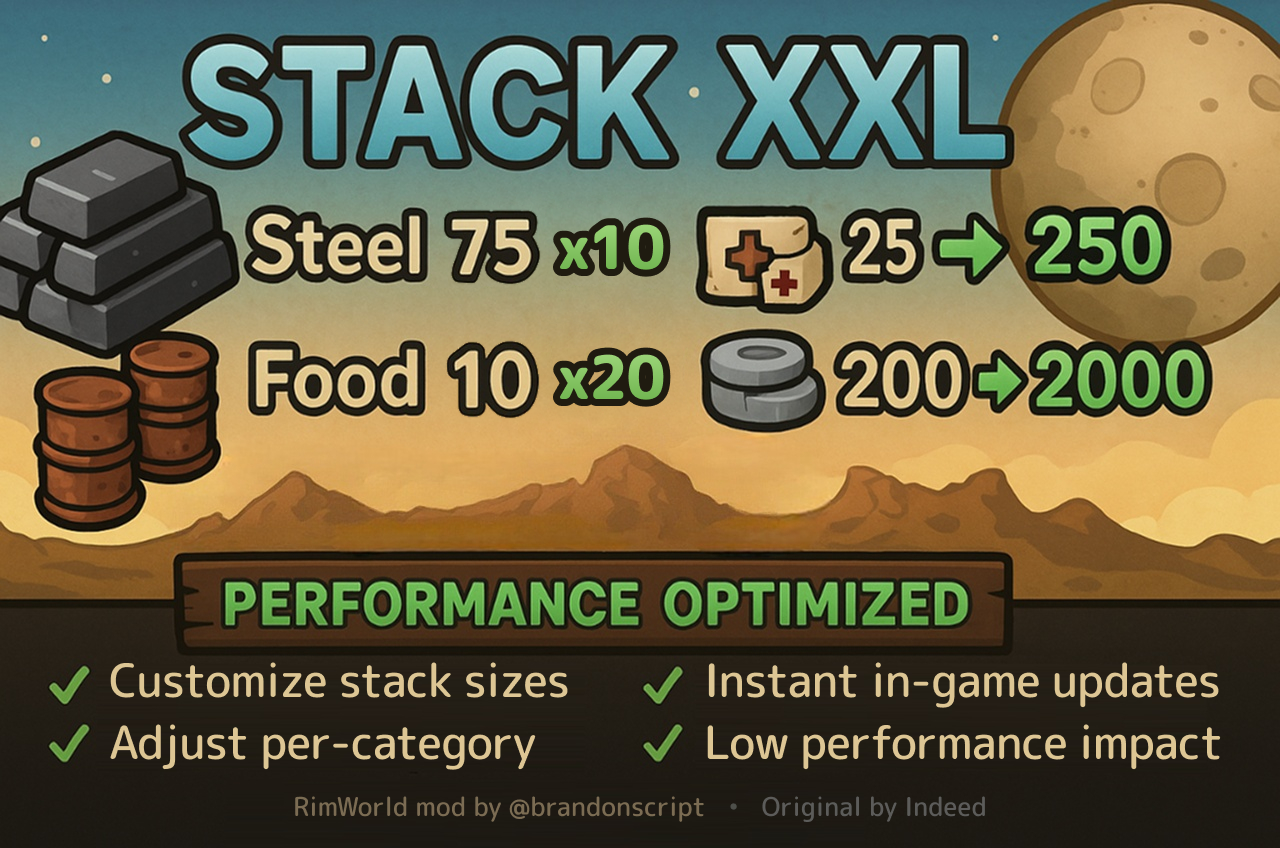 STACK XXL
Steel 75 x10 25 250
Food 10 x20 200 2000
PERFORMANCE OPTIMIZED
Customize stack sizes
Instant in-game updates
Adjust per-category
Low performance impact
RimWorld mod by @brandonscript • Original by Indeed